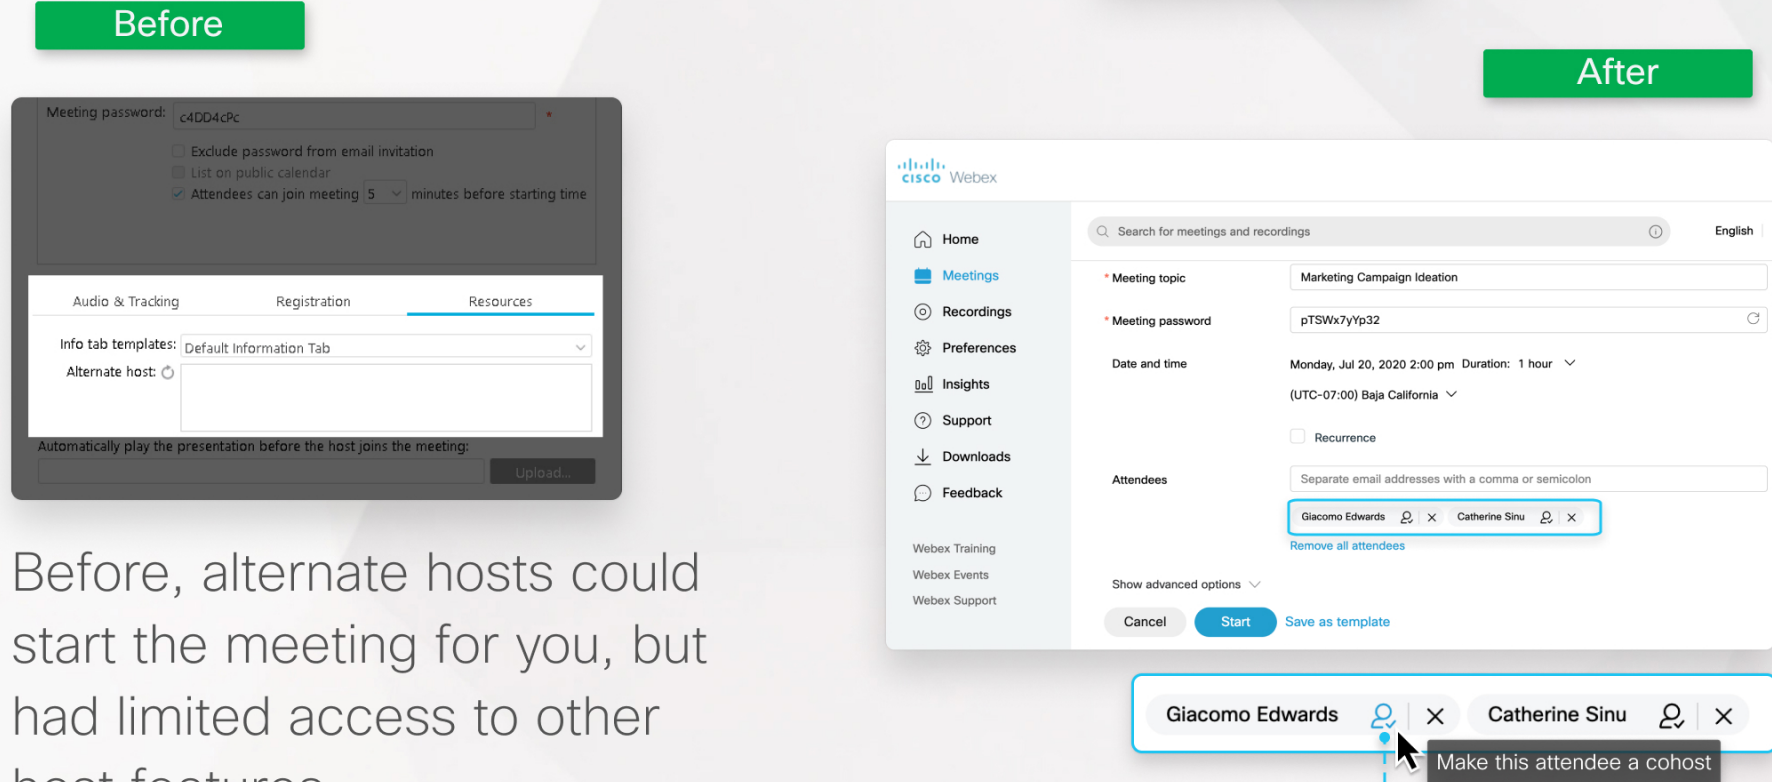 Before
Meeting password: c4DD4cPc *
Exclude password from email invitation
List on public calendar
Attendees can join meeting 5 minutes before starting time
Audio & Tracking Registration Resources
Info tab templates: Default Information Tab
Alternate host:
Automatically play the presentation before the host joins the meeting:
Upload...
Before, alternate hosts could
start the meeting for you, but
had limited access to other
host features
After
cisco Webex
Home
Meetings
Recordings
Preferences
Insights
Support
Downloads
Feedback
Webex Training
Webex Events
Webex Support
Search for meetings and recordings
English
* Meeting topic Marketing Campaign Ideation
* Meeting password pTSWx7yYp32
Date and time Monday, Jul 20, 2020 2:00 pm Duration: 1 hour
(UTC-07:00) Baja California
Recurrence
Attendees Separate email addresses with a comma or semicolon
Giacomo Edwards Catherine Sinu
Remove all attendees
Show advanced options
Cancel Start Save as template
Giacomo Edwards Catherine Sinu
Make this attendee a cohost